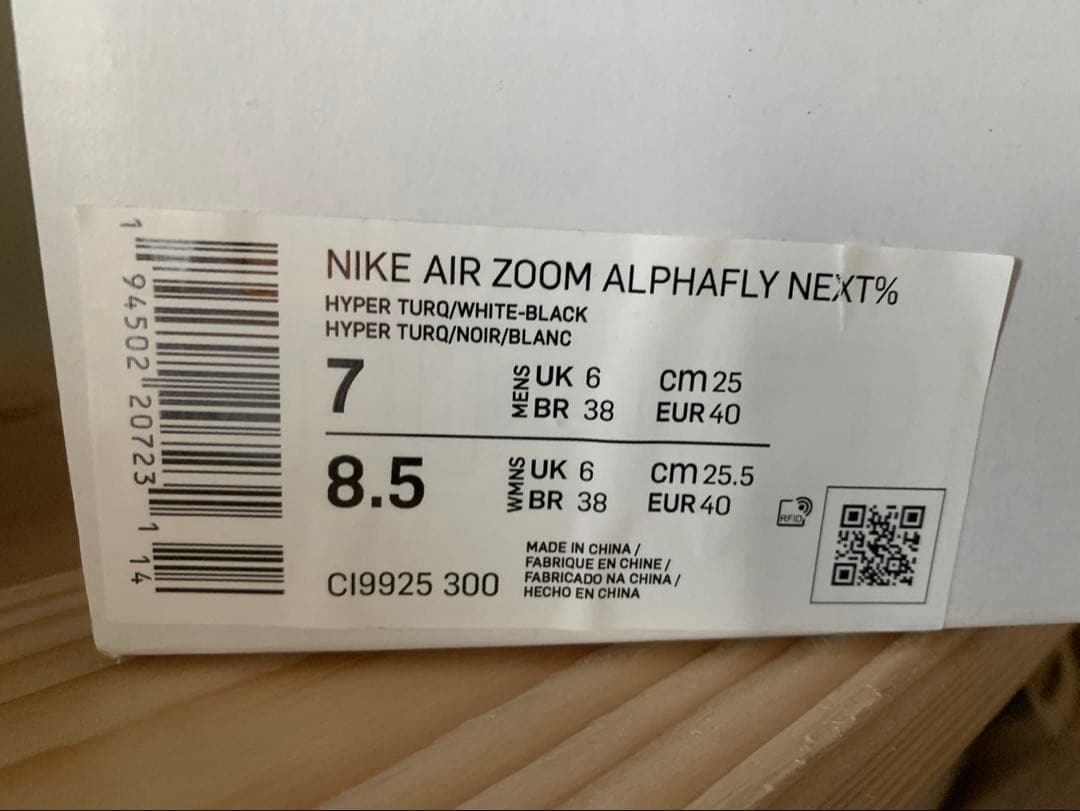 NIKE AIR ZOOM ALPHAFLY NEXT%
HYPER TURQ/WHITE-BLACK
HYPER TURQ/NOIR/BLANC
7 MENS UK 6 cm 25
BR 38 EUR 40
8.5 WMNS UK 6 cm 25.5
BR 38 EUR 40
RFID
CI9925 300
MADE IN CHINA /
FABRIQUE EN CHINE /
FABRICADO NA CHINA /
HECHO EN CHINA
1 94502 20723 1 14